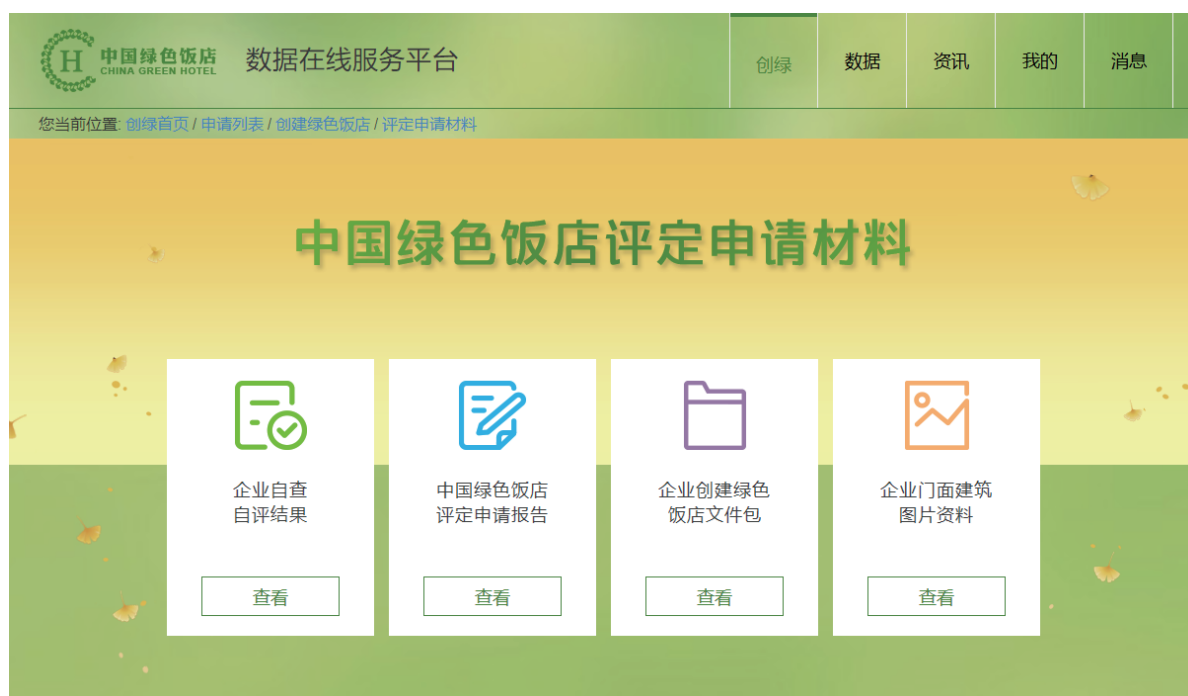 中国绿色饭店
CHINA GREEN HOTEL
数据在线服务平台
创绿
数据
资讯
我的
消息
您当前位置: 创绿首页 / 申请列表 / 创建绿色饭店 / 评定申请材料
中国绿色饭店评定申请材料
企业自查
自评结果
查看
中国绿色饭店
评定申请报告
查看
企业创建绿色
饭店文件包
查看
企业门面建筑
图片资料
查看